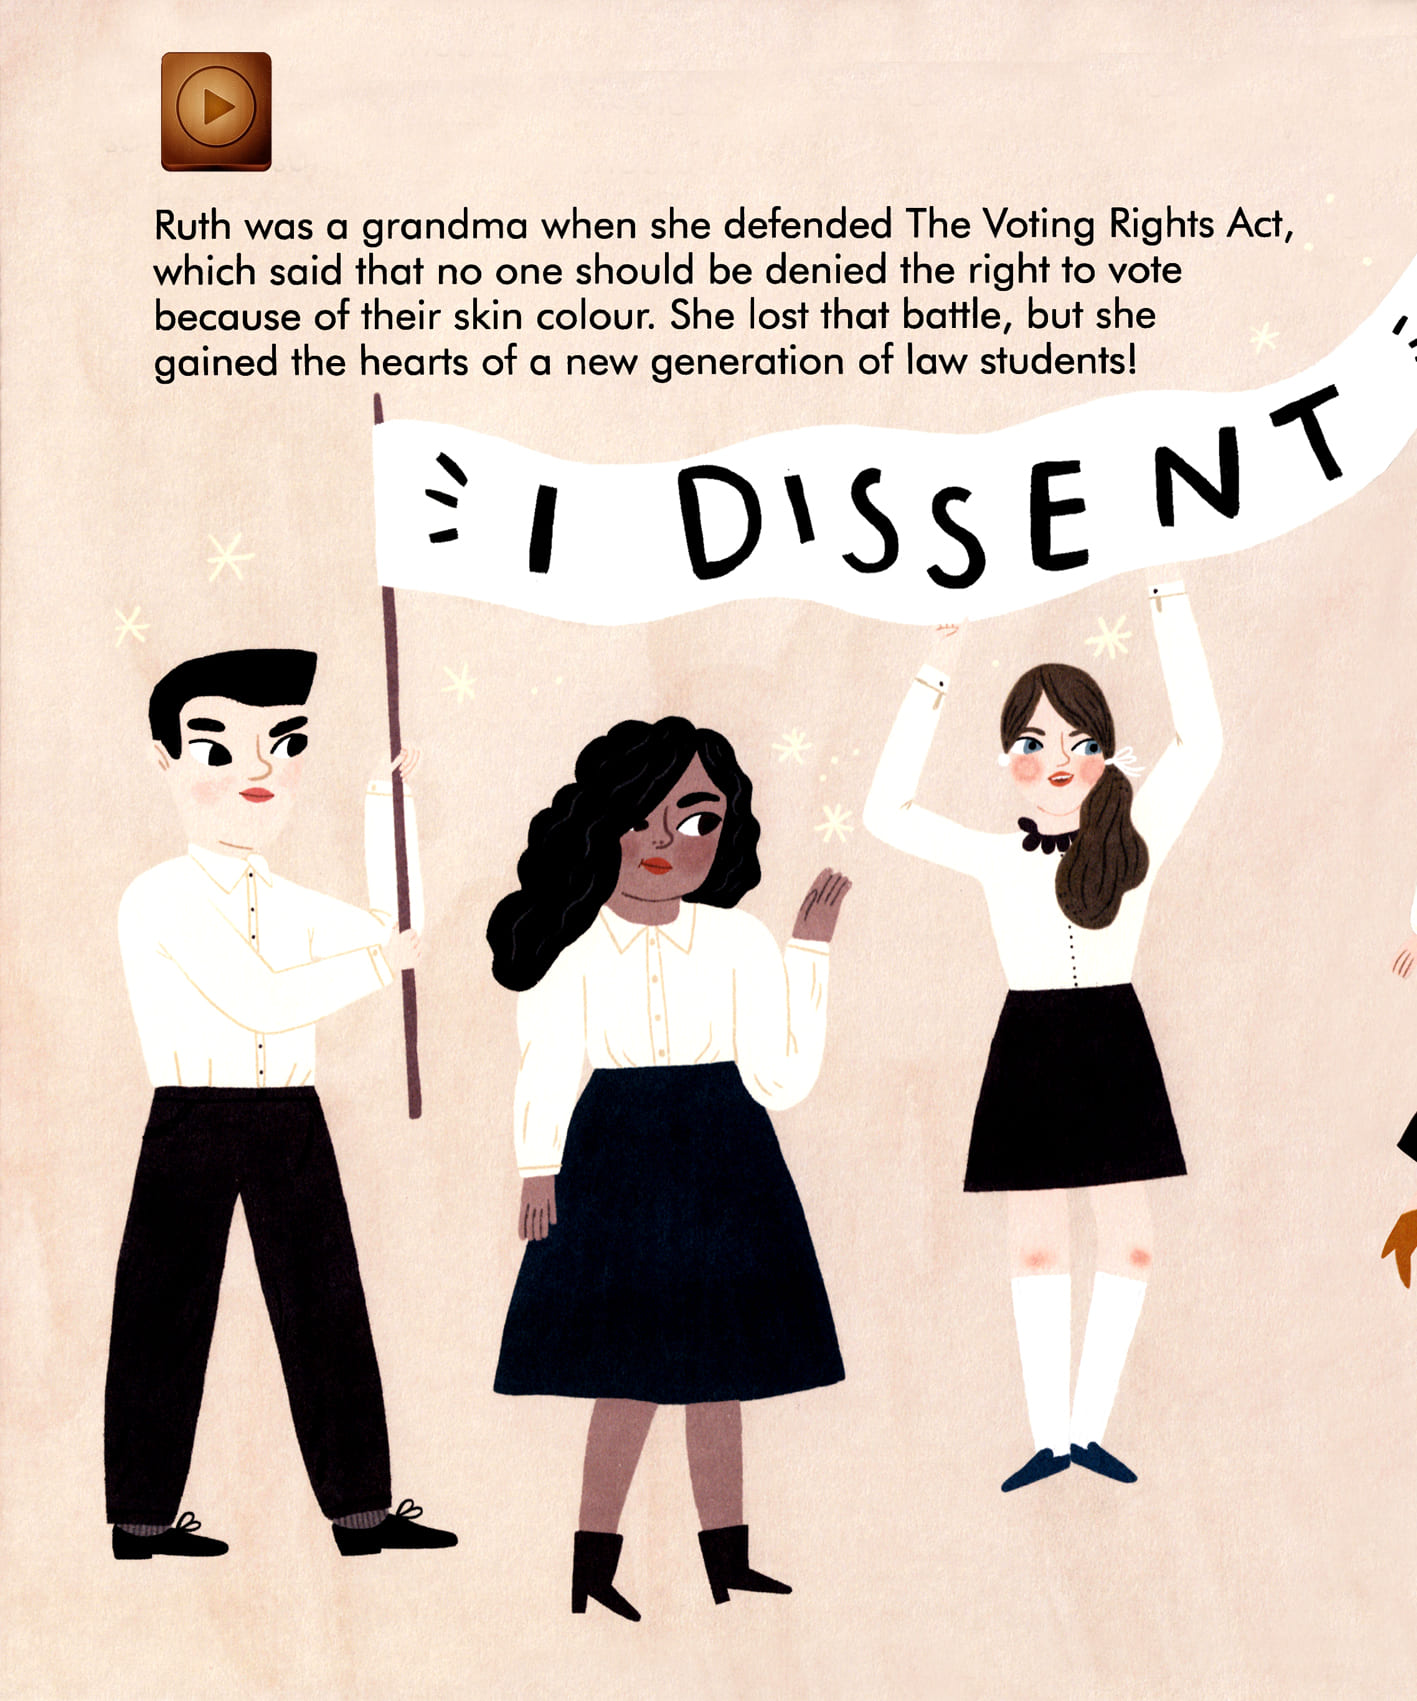 Ruth was a grandma when she defended The Voting Rights Act,
which said that no one should be denied the right to vote
because of their skin colour. She lost that battle, but she
gained the hearts of a new generation of law students!
I DISSENT